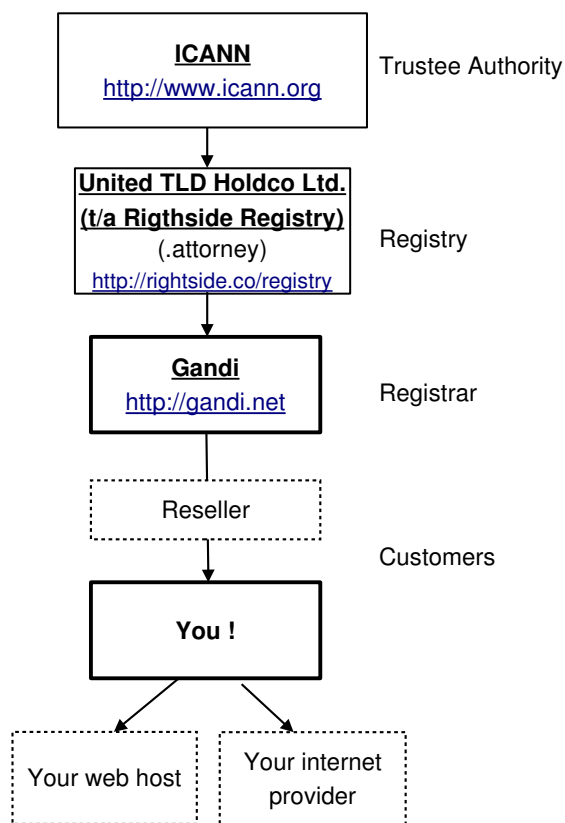 ICANN
http://www.icann.org
Trustee Authority
United TLD Holdco Ltd.
(t/a Rigthside Registry)
(.attorney)
http://rightside.co/registry
Registry
Gandi
http://gandi.net
Registrar
Reseller
Customers
You !
Your web host
Your internet
provider